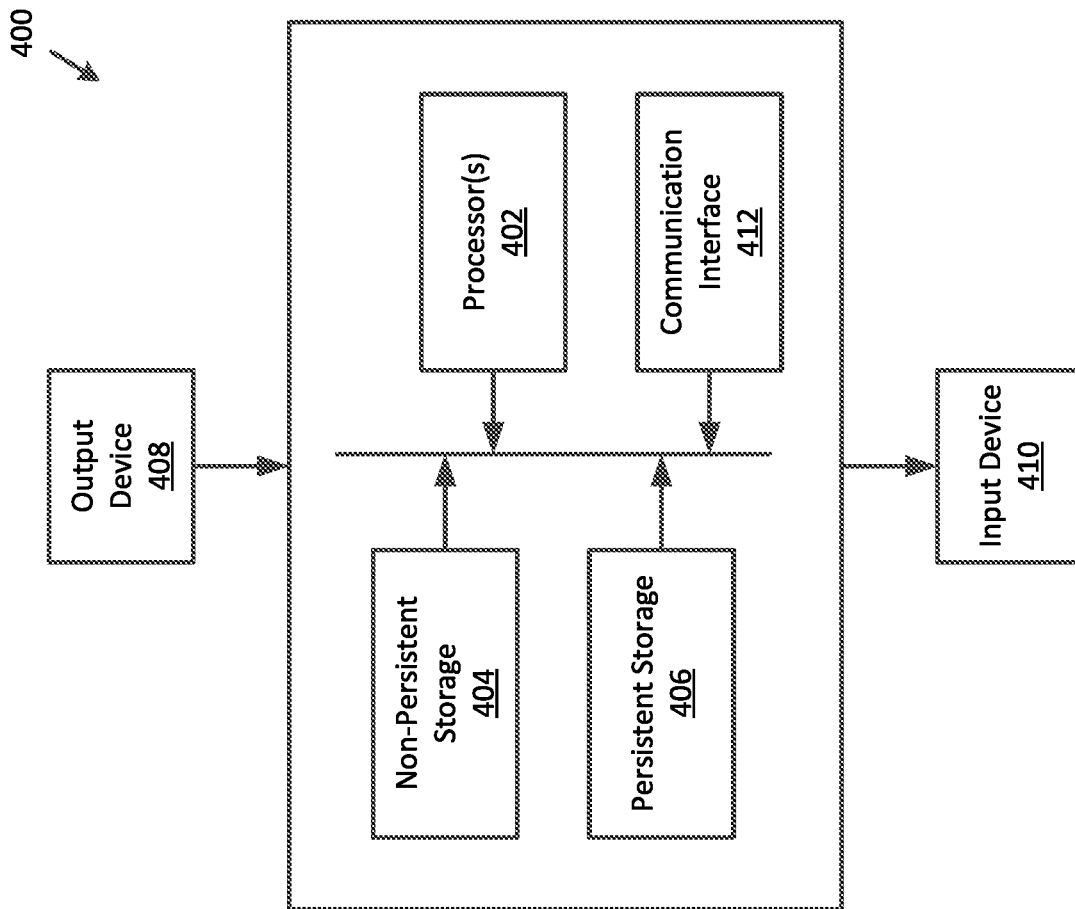 400
Output
Device
408
Processor(s)
402
Communication
Interface
412
Non-Persistent
Storage
404
Persistent Storage
406
Input Device
410